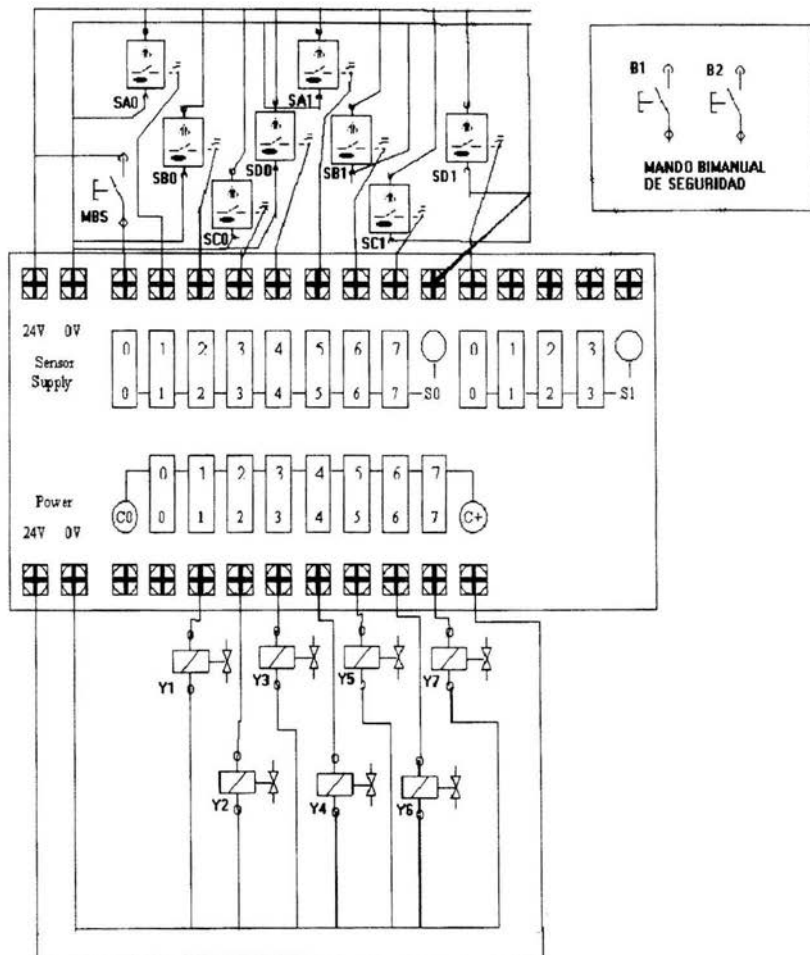 B1 B2
SA0 SA1
SB0 SD0 SB1 SD1
MANDO BIMANUAL
DE SEGURIDAD
MBS SC0 SC1
24V 0V
Sensor
Supply
0 1 2 3 4 5 6 7 0 1 2 3
0 1 2 3 4 5 6 7 S0 0 1 2 3 S1
0 1 2 3 4 5 6 7
Power
24V 0V
C0 0 1 2 3 4 5 6 7 C+
Y1 Y3 Y5 Y7
Y2 Y4 Y6